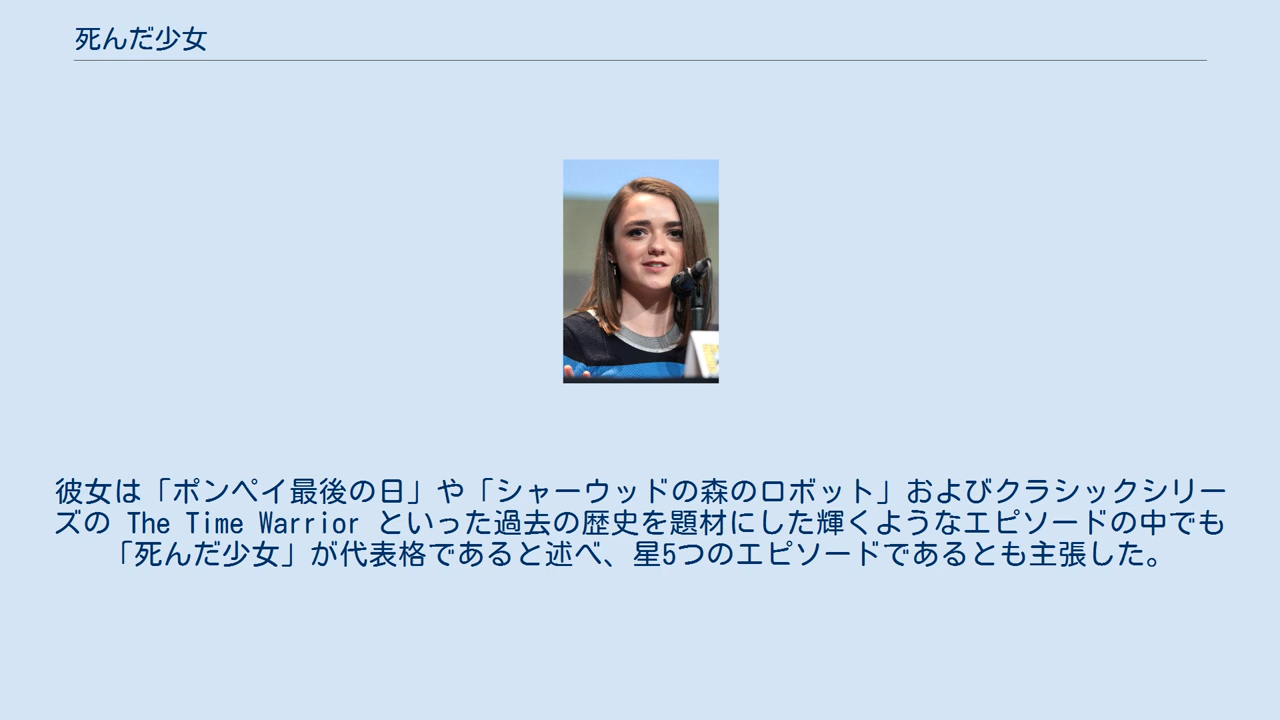 死んだ少女
彼女は「ポンペイ最後の日」や「シャーウッドの森のロボット」およびクラシックシリー
ズの The Time Warrior といった過去の歴史を題材にした輝くようなエピソードの中でも
「死んだ少女」が代表格であると述べ、星5つのエピソードであるとも主張した。